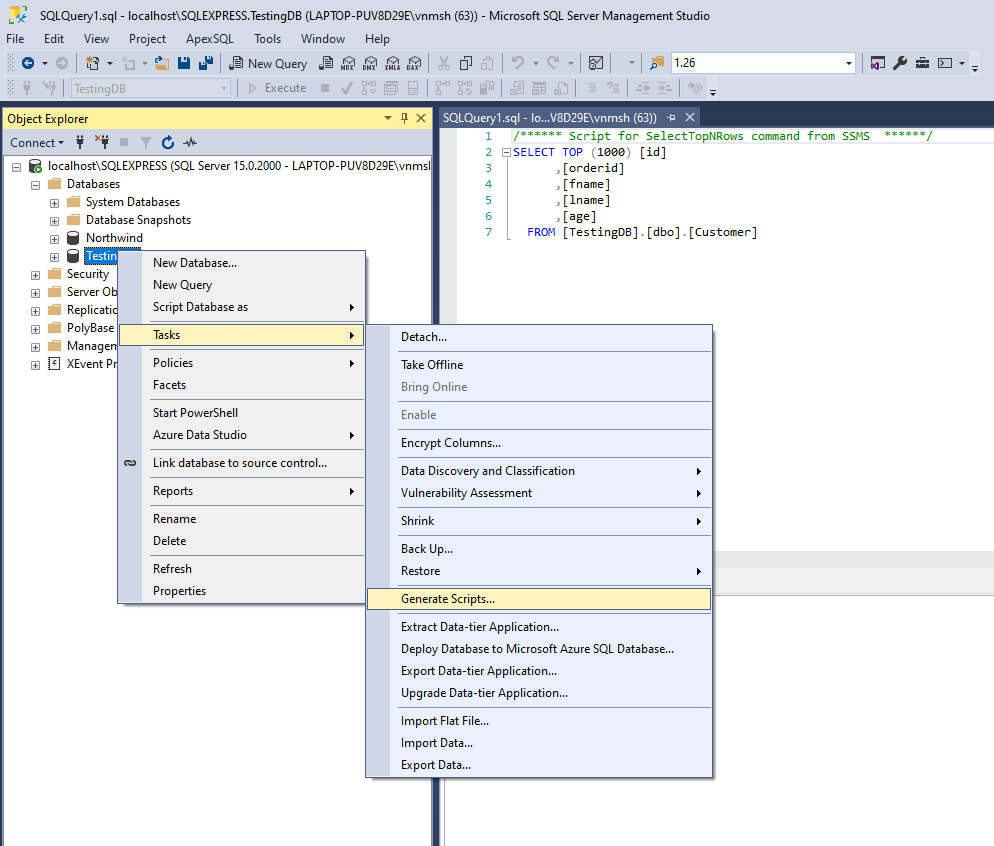 SQLQuery1.sql - localhost\SQLEXPRESS.TestingDB (LAPTOP-PUV8D29E\vnmsh (63)) - Microsoft SQL Server Management Studio
File Edit View Project ApexSQL Tools Window Help
New Query MDX DMX XMLA DAX 1.26
TestingDB Execute
Object Explorer
Connect
localhost\SQLEXPRESS (SQL Server 15.0.2000 - LAPTOP-PUV8D29E\vnmsh
Databases
System Databases
Database Snapshots
Northwind
Testin
Security
Server Ob
Replicatio
PolyBase
Managem
XEvent Pr
New Database...
New Query
Script Database as
Tasks
Policies
Facets
Start PowerShell
Azure Data Studio
Link database to source control...
Reports
Rename
Delete
Refresh
Properties
Detach...
Take Offline
Bring Online
Enable
Encrypt Columns...
Data Discovery and Classification
Vulnerability Assessment
Shrink
Back Up...
Restore
Generate Scripts...
Extract Data-tier Application...
Deploy Database to Microsoft Azure SQL Database...
Export Data-tier Application...
Upgrade Data-tier Application...
Import Flat File...
Import Data...
Export Data...
SQLQuery1.sql - lo...V8D29E\vnmsh (63))
1 /****** Script for SelectTopNRows command from SSMS ******/
2 SELECT TOP (1000) [id]
3 ,[orderid]
4 ,[fname]
5 ,[lname]
6 ,[age]
7 FROM [TestingDB].[dbo].[Customer]